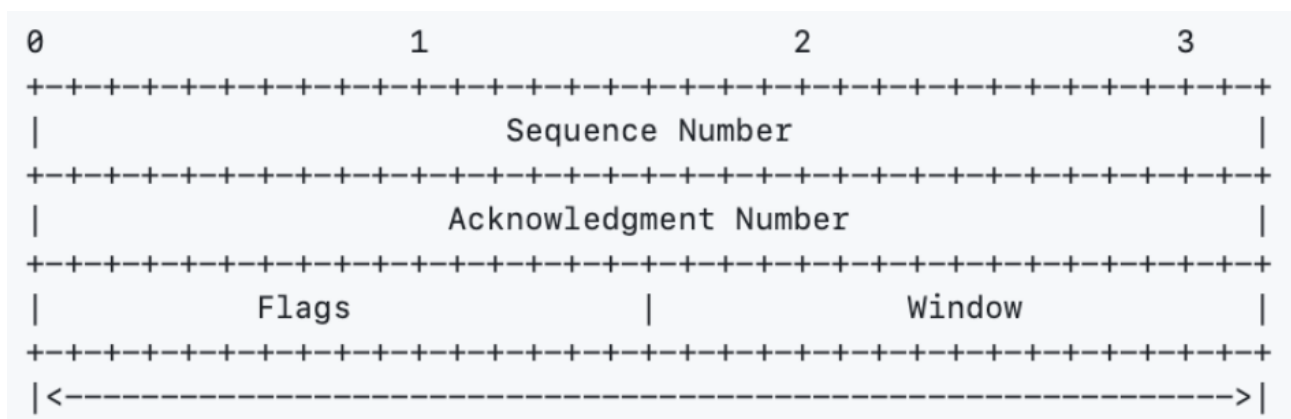 0                   1                   2                   3
+-+-+-+-+-+-+-+-+-+-+-+-+-+-+-+-+-+-+-+-+-+-+-+-+-+-+-+-+-+-+-+-+
|                        Sequence Number                        |
+-+-+-+-+-+-+-+-+-+-+-+-+-+-+-+-+-+-+-+-+-+-+-+-+-+-+-+-+-+-+-+-+
|                     Acknowledgment Number                     |
+-+-+-+-+-+-+-+-+-+-+-+-+-+-+-+-+-+-+-+-+-+-+-+-+-+-+-+-+-+-+-+-+
|           Flags               |             Window            |
+-+-+-+-+-+-+-+-+-+-+-+-+-+-+-+-+-+-+-+-+-+-+-+-+-+-+-+-+-+-+-+-+
|<------------------------------------------------------------->|